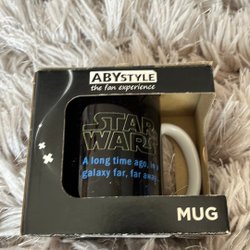 ABYSTYLE
the fan experience
STAR
WARS
A long time ago, in a
galaxy far, far away
MUG